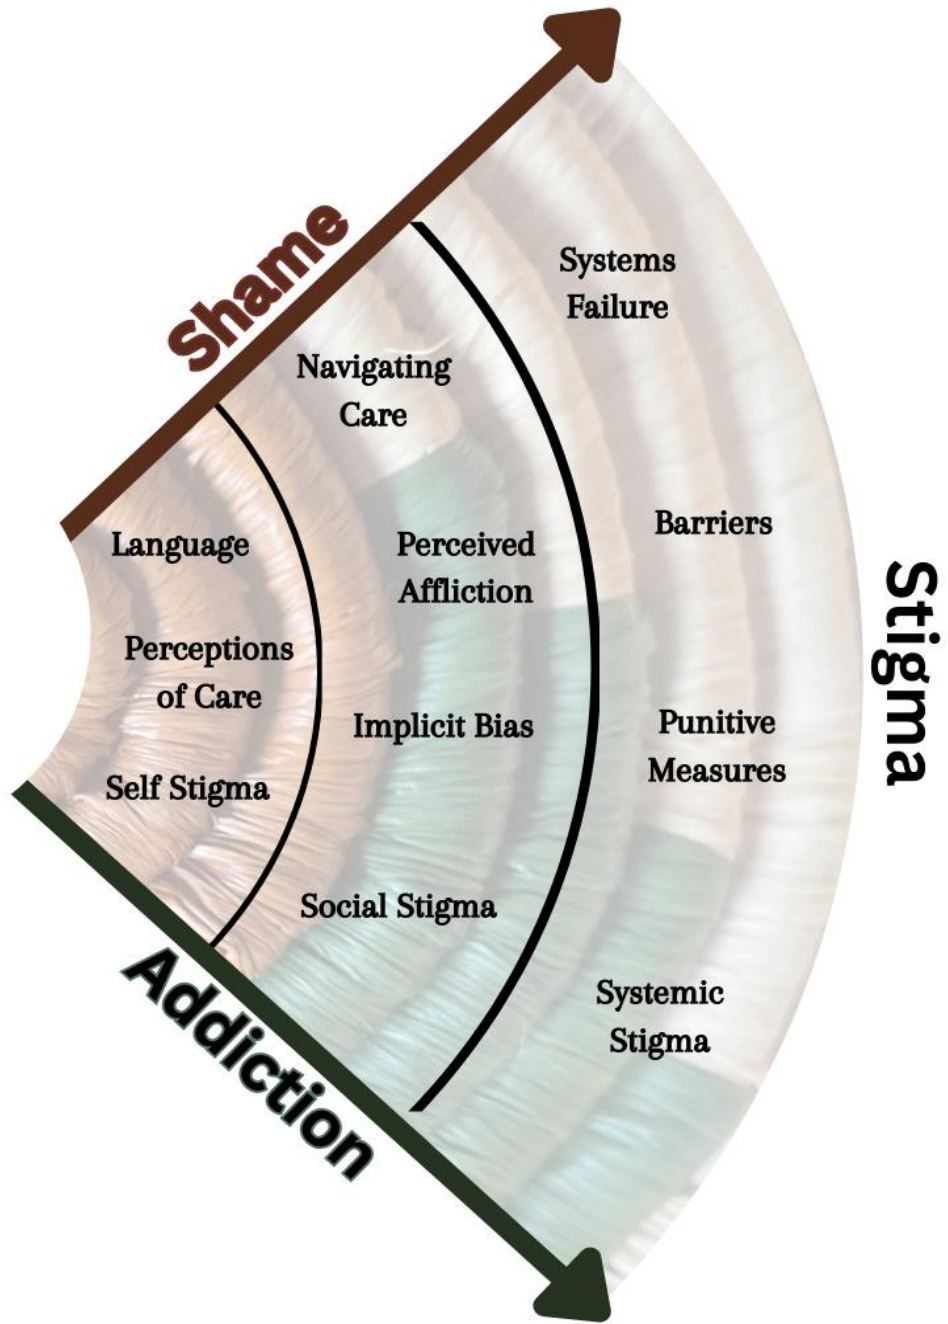 Shame
Systems
Failure
Navigating
Care
Language
Perceived
Affliction
Barriers
Perceptions
of Care
Implicit Bias
Punitive
Measures
Self Stigma
Social Stigma
Systemic
Stigma
Addiction
Stigma